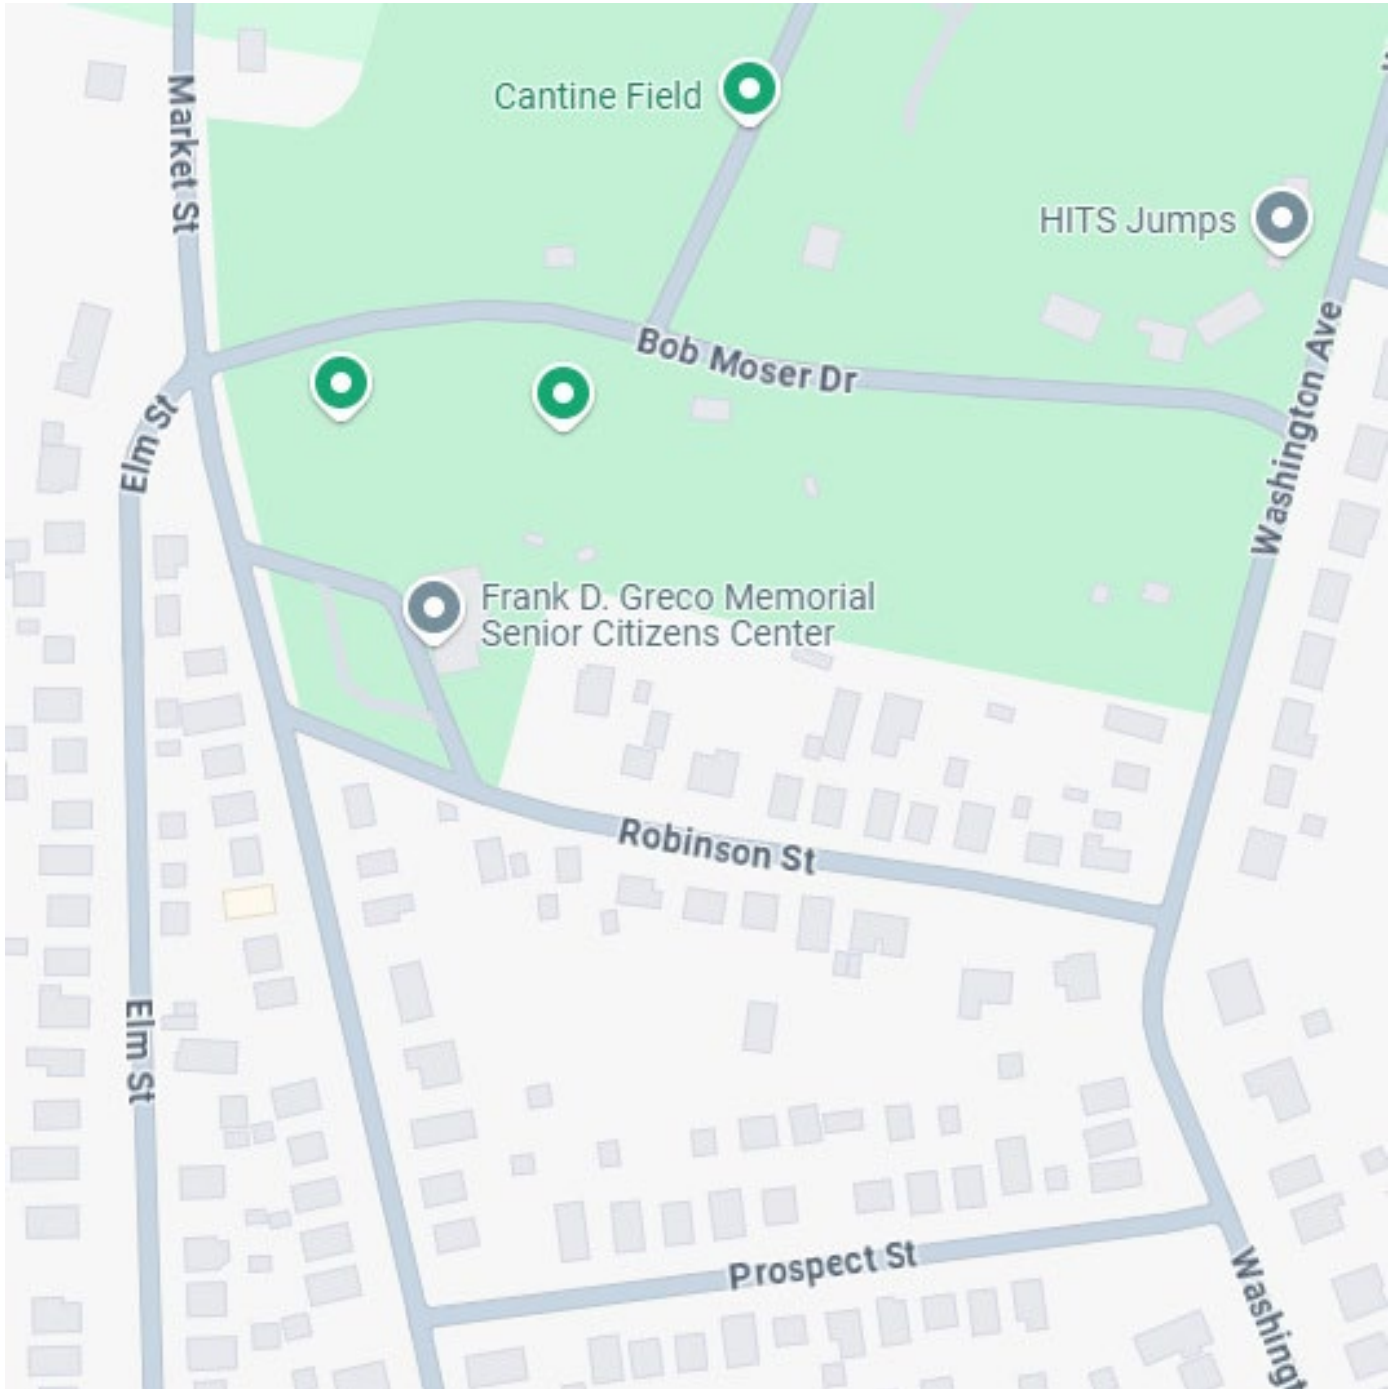 Market St
Cantine Field
HITS Jumps
Bob Moser Dr
Washington Ave
Elm St
Frank D. Greco Memorial
Senior Citizens Center
Robinson St
Elm St
Prospect St
Washingt